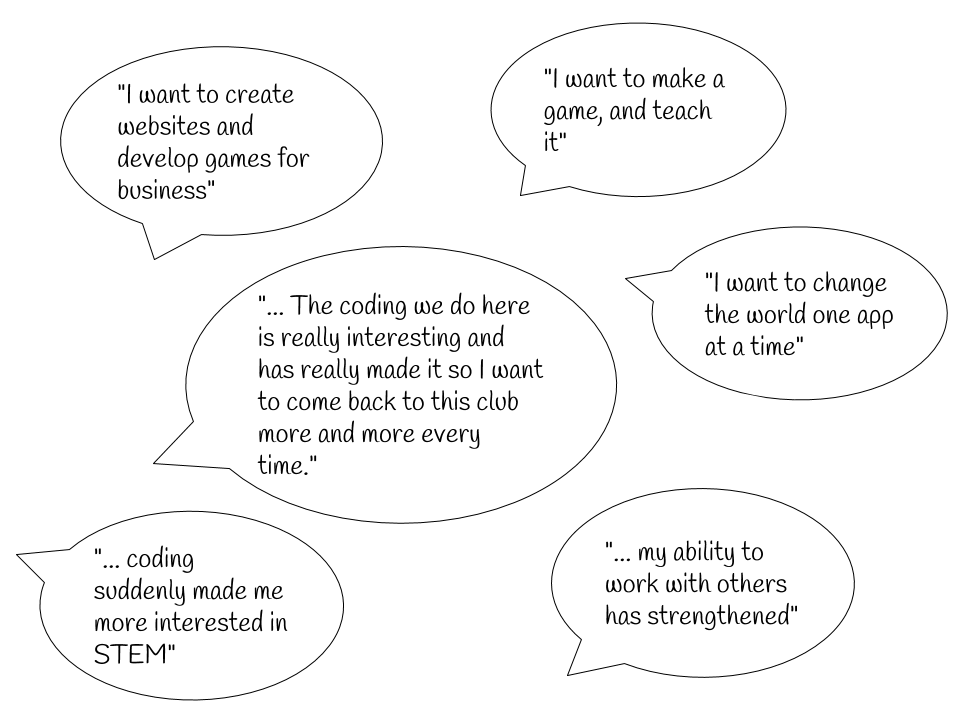 "I want to create
websites and
develop games for
business"
"I want to make a
game, and teach
it"
"... The coding we do here
is really interesting and
has really made it so I want
to come back to this club
more and more every
time."
"I want to change
the world one app
at a time"
"... coding
suddenly made me
more interested in
STEM"
"... my ability to
work with others
has strengthened"